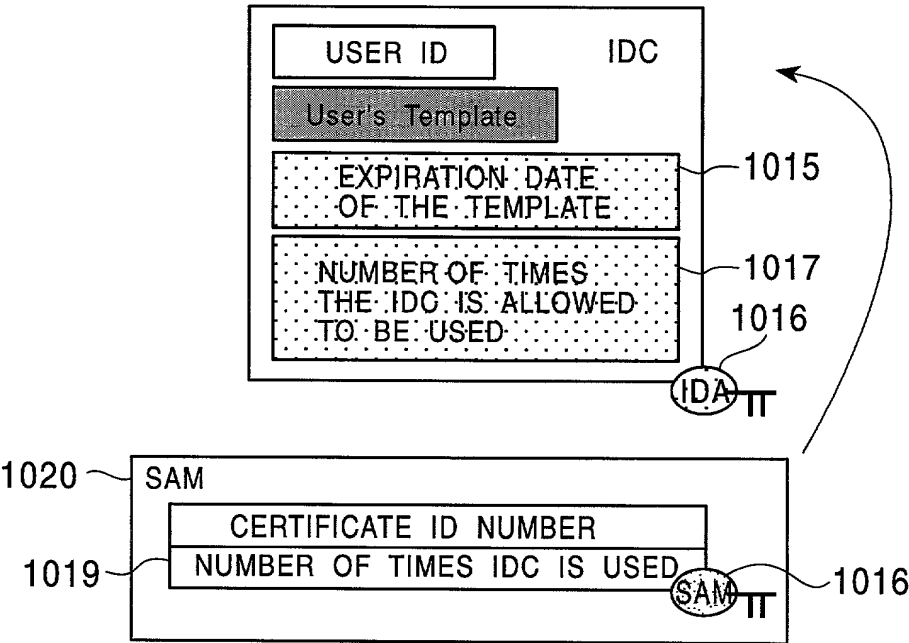 USER ID
IDC
User's Template
EXPIRATION DATE
OF THE TEMPLATE
1015
NUMBER OF TIMES
THE IDC IS ALLOWED
TO BE USED
1017
1016
IDA
1020
SAM
CERTIFICATE ID NUMBER
1019
NUMBER OF TIMES IDC IS USED
SAM
1016